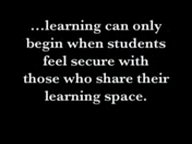 ...learning can only
begin when students
feel secure with
those who share their
learning space.